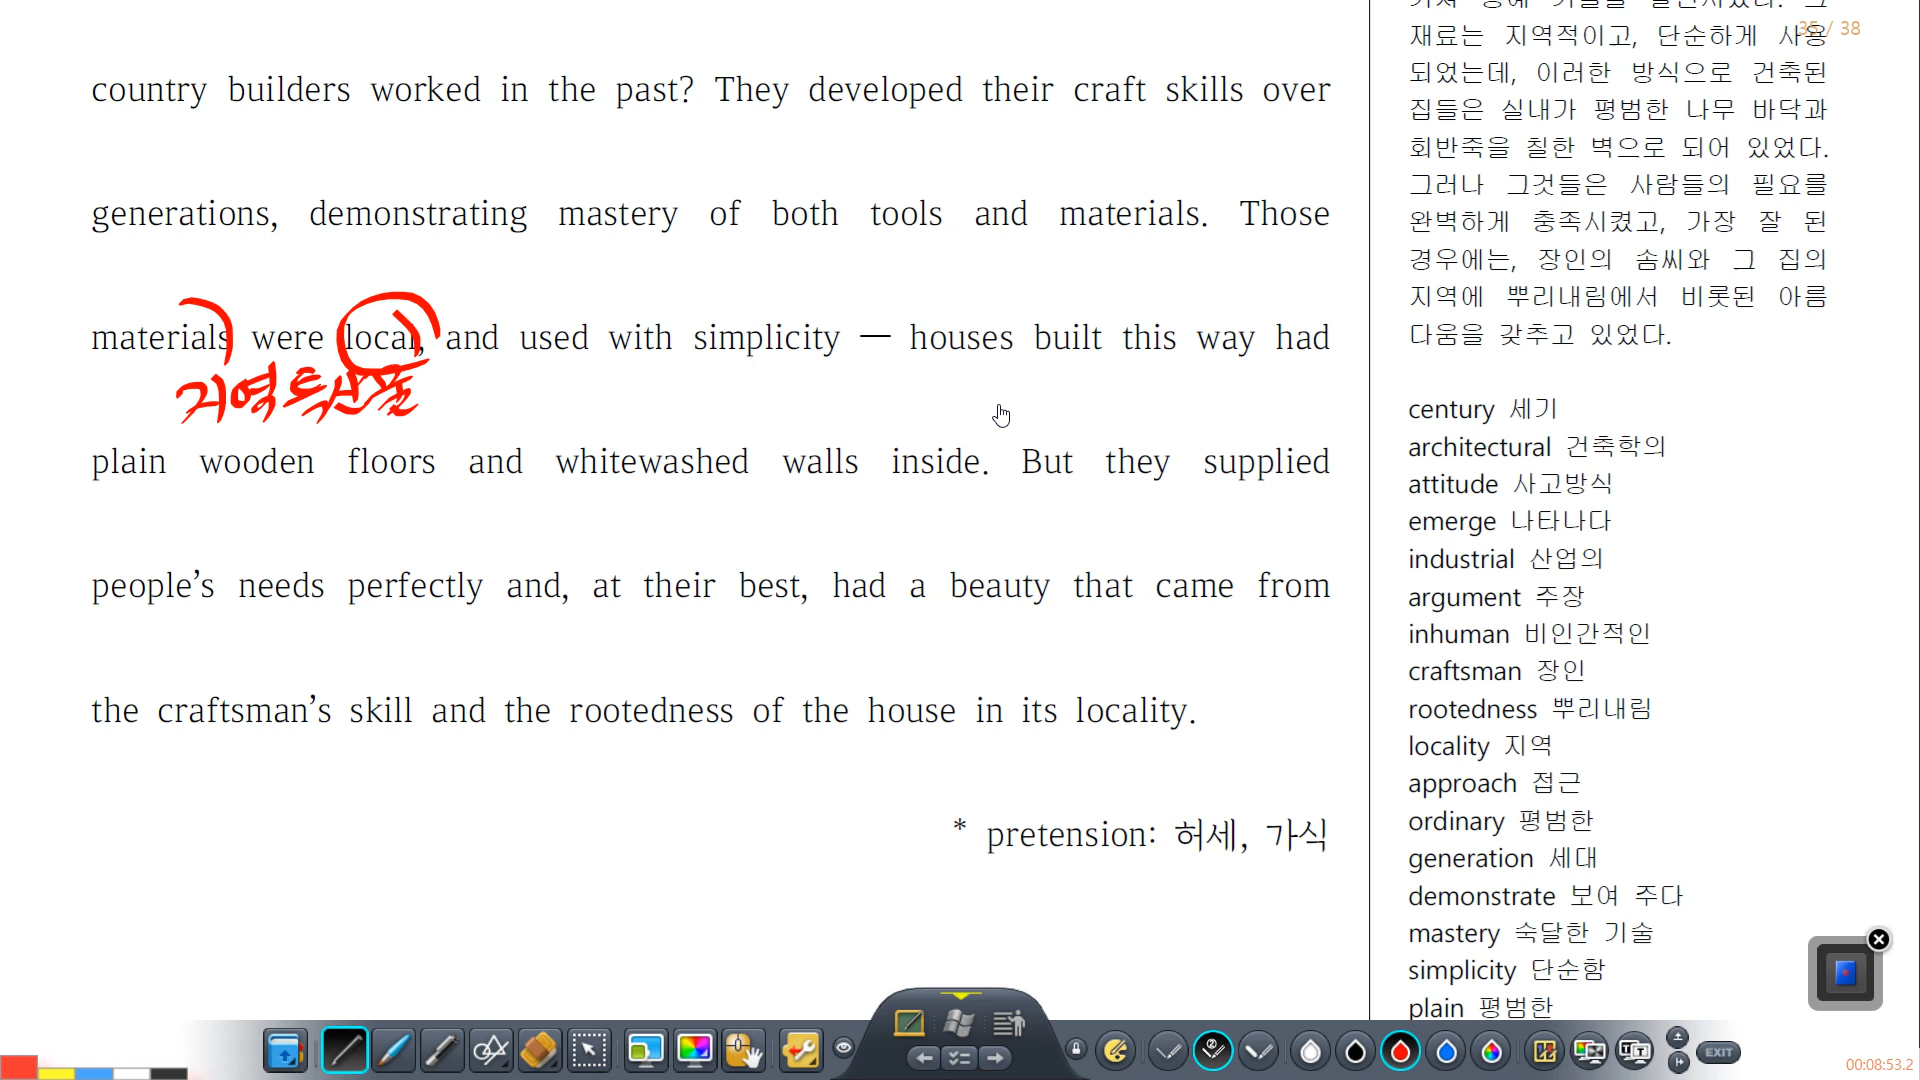 country builders worked in the past? They developed their craft skills over
generations, demonstrating mastery of both tools and materials. Those
materials were local, and used with simplicity — houses built this way had
지역특산물
plain wooden floors and whitewashed walls inside. But they supplied
people’s needs perfectly and, at their best, had a beauty that came from
the craftsman’s skill and the rootedness of the house in its locality.
* pretension: 허세, 가식
35 / 38
재료는 지역적이고, 단순하게 사용
되었는데, 이러한 방식으로 건축된
집들은 실내가 평범한 나무 바닥과
회반죽을 칠한 벽으로 되어 있었다.
그러나 그것들은 사람들의 필요를
완벽하게 충족시켰고, 가장 잘 된
경우에는, 장인의 솜씨와 그 집의
지역에 뿌리내림에서 비롯된 아름
다움을 갖추고 있었다.
century 세기
architectural 건축학의
attitude 사고방식
emerge 나타나다
industrial 산업의
argument 주장
inhuman 비인간적인
craftsman 장인
rootedness 뿌리내림
locality 지역
approach 접근
ordinary 평범한
generation 세대
demonstrate 보여 주다
mastery 숙달한 기술
simplicity 단순함
plain 평범한
EXIT
00:08:53.2